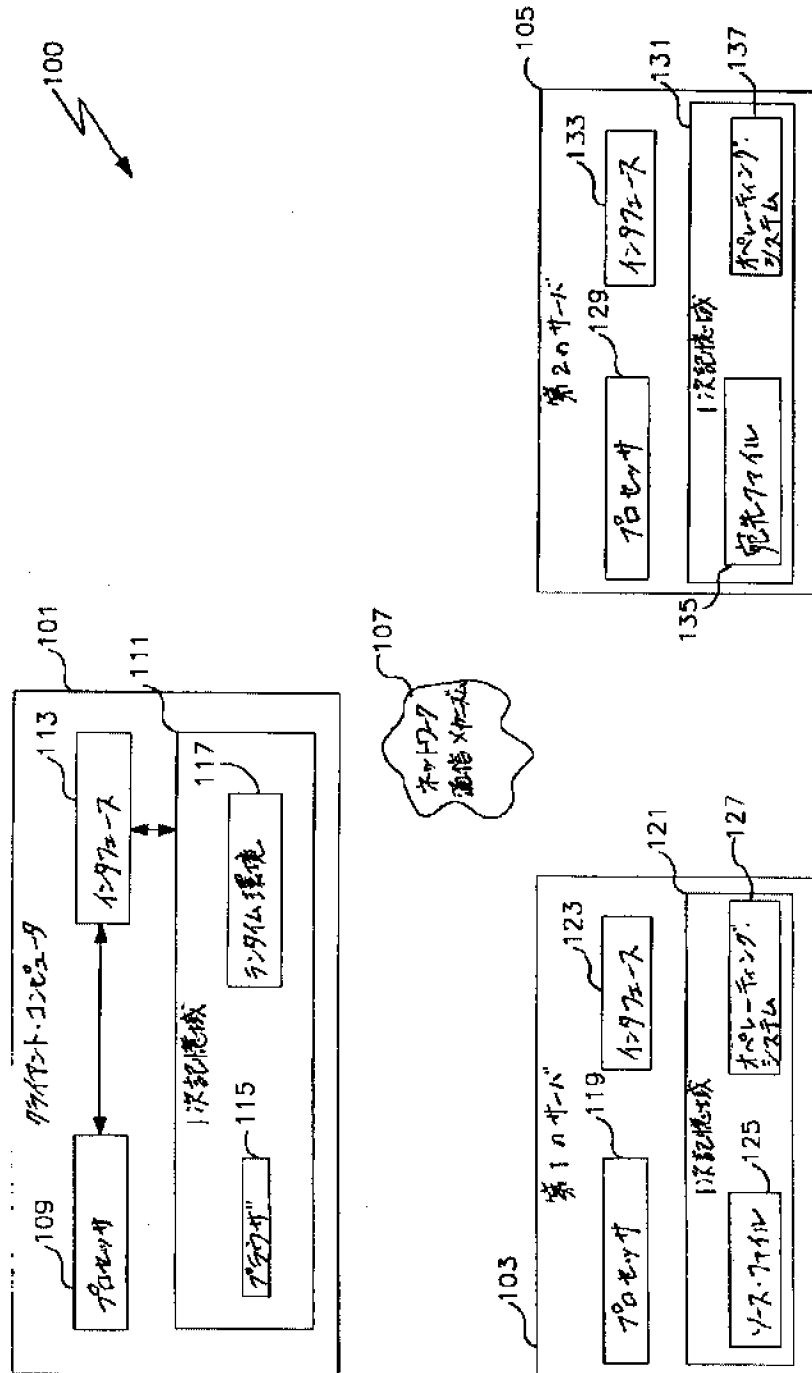 100
101
クライアント・コンピュータ
109
プロセッサ
113
インタフェース
111
1次記憶域
115
ブラウザ
117
ランタイム環境
107
ネットワーク
通信メカニズム
103
第1のサーバ
119
プロセッサ
123
インタフェース
121
1次記憶域
125
ソース・ファイル
127
オペレーティング・
システム
105
第2のサーバ
129
プロセッサ
133
インタフェース
131
1次記憶域
135
宛先ファイル
137
オペレーティング・
システム